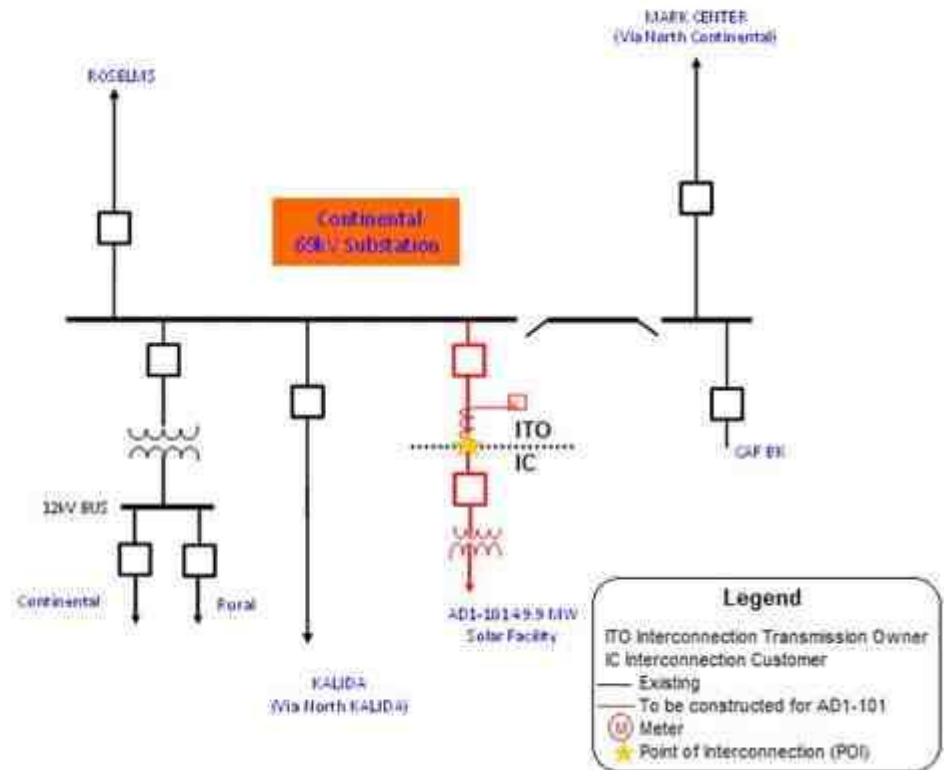 MARK CENTER
(Via North Continental)
ROSELMS
Continental
69kV Substation
ITO
IC
CAP BK
12kV BUS
Continental
Rural
AD1-101 49.9 MW
Solar Facility
KALIDA
(Via North KALIDA)
Legend
ITO Interconnection Transmission Owner
IC Interconnection Customer
Existing
To be constructed for AD1-101
M Meter
Point of Interconnection (POI)